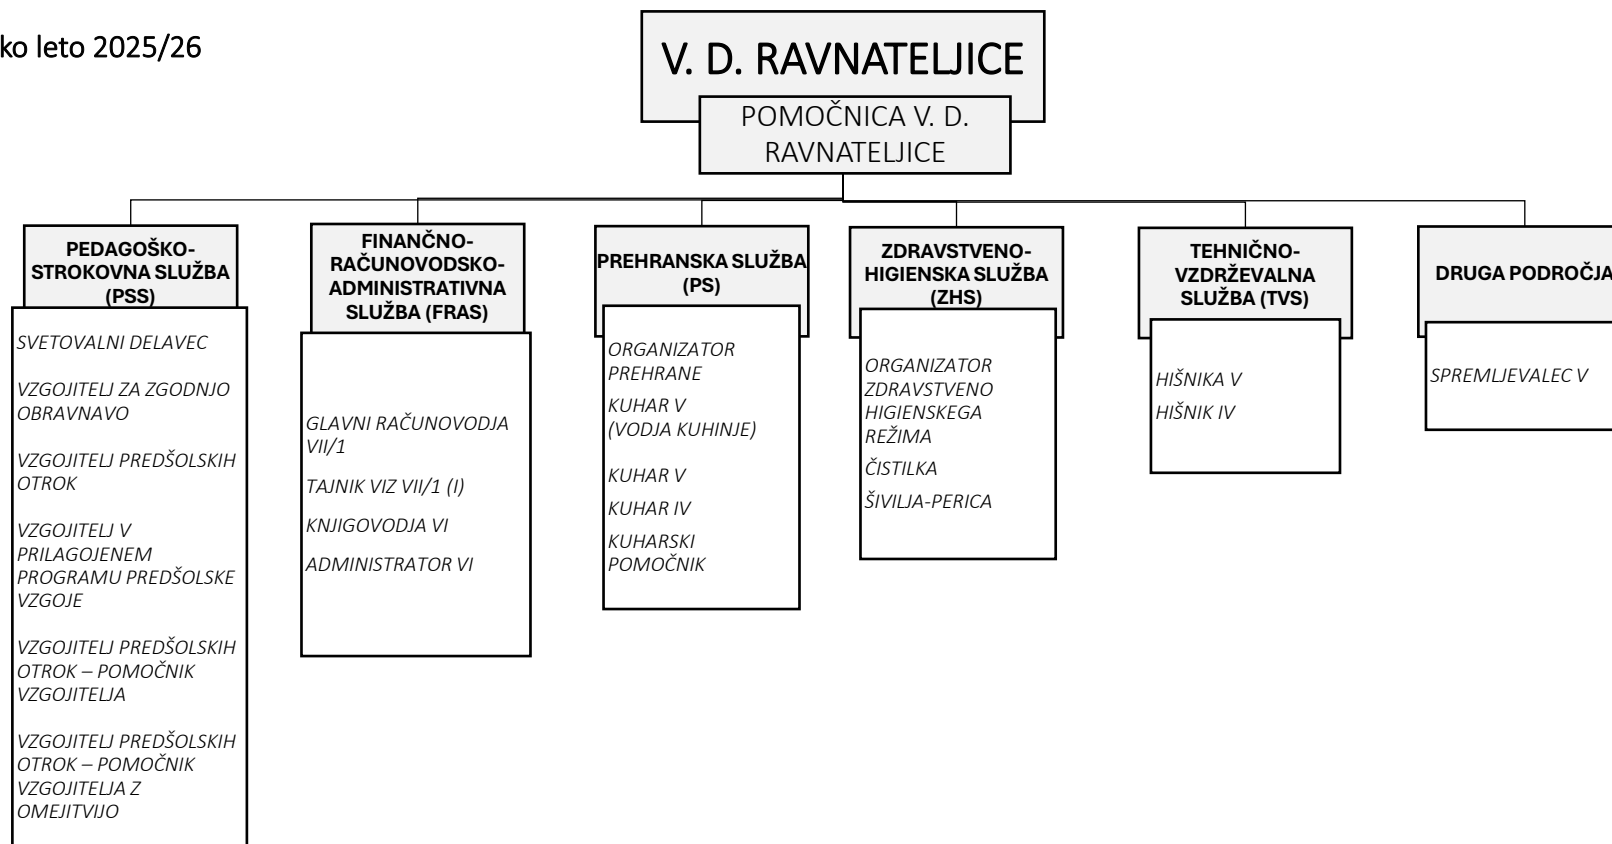 ko leto 2025/26
V. D. RAVNATELJICE
POMOČNICA V. D.
RAVNATELJICE
PEDAGOŠKO-
STROKOVNA SLUŽBA
(PSS)
SVETOVALNI DELAVEC
VZGOJITELJ ZA ZGODNJO
OBRAVNAVO
VZGOJITELJ PREDŠOLSKIH
OTROK
VZGOJITELJ V
PRILAGOJENEM
PROGRAMU PREDŠOLSKE
VZGOJE
VZGOJITELJ PREDŠOLSKIH
OTROK – POMOČNIK
VZGOJITELJA
VZGOJITELJ PREDŠOLSKIH
OTROK – POMOČNIK
VZGOJITELJA Z
OMEJITVIJO
FINANČNO-
RAČUNOVODSKO-
ADMINISTRATIVNA
SLUŽBA (FRAS)
GLAVNI RAČUNOVODJA
VII/1
TAJNIK VIZ VII/1 (I)
KNJIGOVODJA VI
ADMINISTRATOR VI
PREHRANSKA SLUŽBA
(PS)
ORGANIZATOR
PREHRANE
KUHAR V
(VODJA KUHINJE)
KUHAR V
KUHAR IV
KUHARSKI
POMOČNIK
ZDRAVSTVENO-
HIGIENSKA SLUŽBA
(ZHS)
ORGANIZATOR
ZDRAVSTVENO
HIGIENSKEGA
REŽIMA
ČISTILKA
ŠIVILJA-PERICA
TEHNIČNO-
VZDRŽEVALNA
SLUŽBA (TVS)
HIŠNIKA V
HIŠNIK IV
DRUGA PODROČJA
SPREMLJEVALEC V